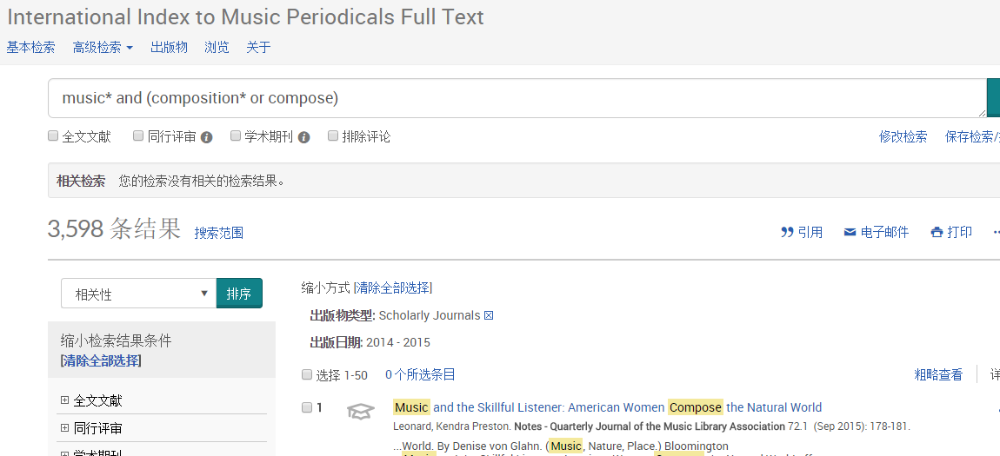 International Index to Music Periodicals Full Text
基本检索 高级检索 出版物 浏览 关于
music* and (composition* or compose)
全文文献 同行评审 学术期刊 排除评论 修改检索 保存检索/
相关检索 您的检索没有相关的检索结果。
3,598 条结果 搜索范围 引用 电子邮件 打印
相关性 排序
缩小检索结果条件
[清除全部选择]
全文文献
同行评审
学术期刊
缩小方式 [清除全部选择]
出版物类型: Scholarly Journals
出版日期: 2014 - 2015
选择 1-50 0 个所选条目 粗略查看
1 Music and the Skillful Listener: American Women Compose the Natural World
Leonard, Kendra Preston. Notes - Quarterly Journal of the Music Library Association 72.1 (Sep 2015): 178-181.
...World. By Denise von Glahn. (Music, Nature, Place.) Bloomington